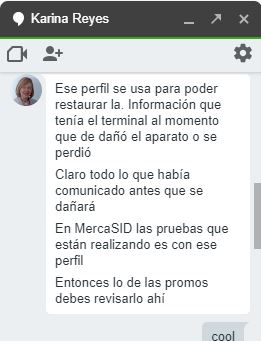 Karina Reyes
Ese perfil se usa para poder
restaurar la. Información que
tenía el terminal al momento
que de dañó el aparato o se
perdió
Claro todo lo que había
comunicado antes que se
dañará
En MercaSID las pruebas que
están realizando es con ese
perfil
Entonces lo de las promos
debes revisarlo ahí
cool